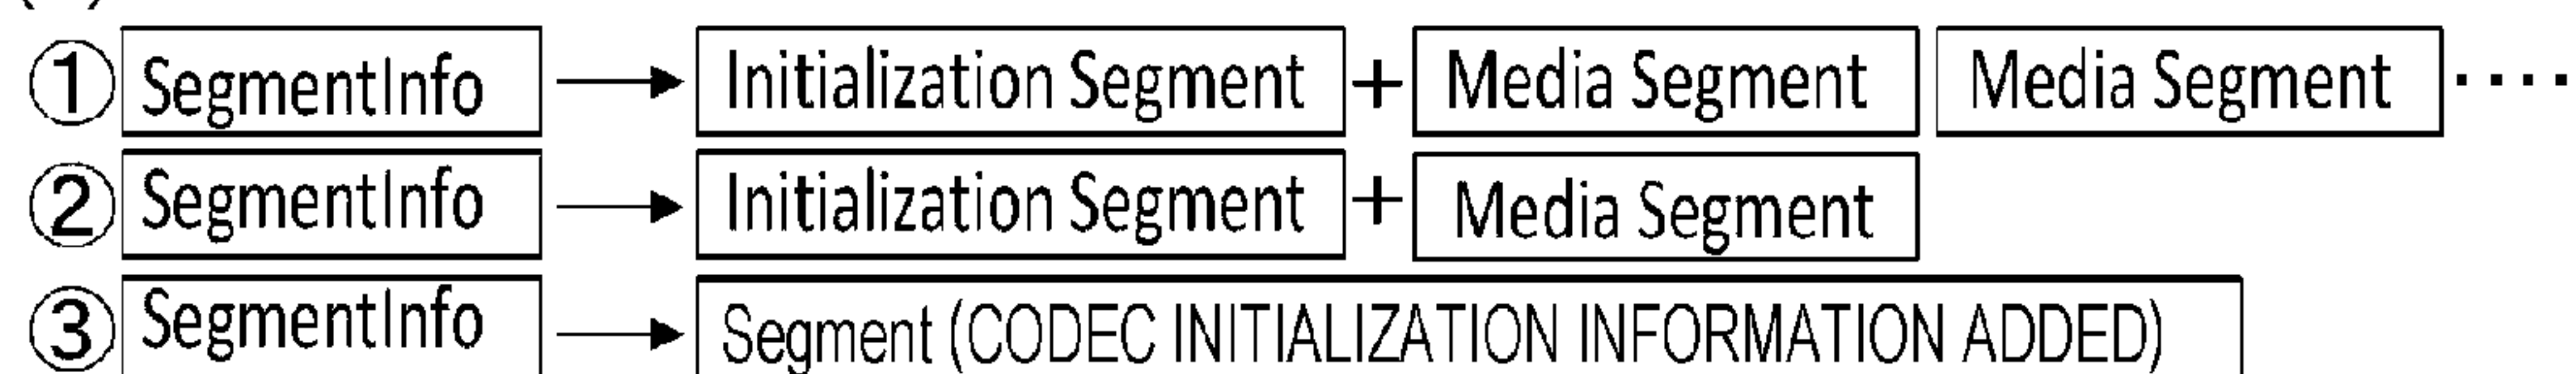 ① SegmentInfo → Initialization Segment + Media Segment Media Segment ····
② SegmentInfo → Initialization Segment + Media Segment
③ SegmentInfo → Segment (CODEC INITIALIZATION INFORMATION ADDED)